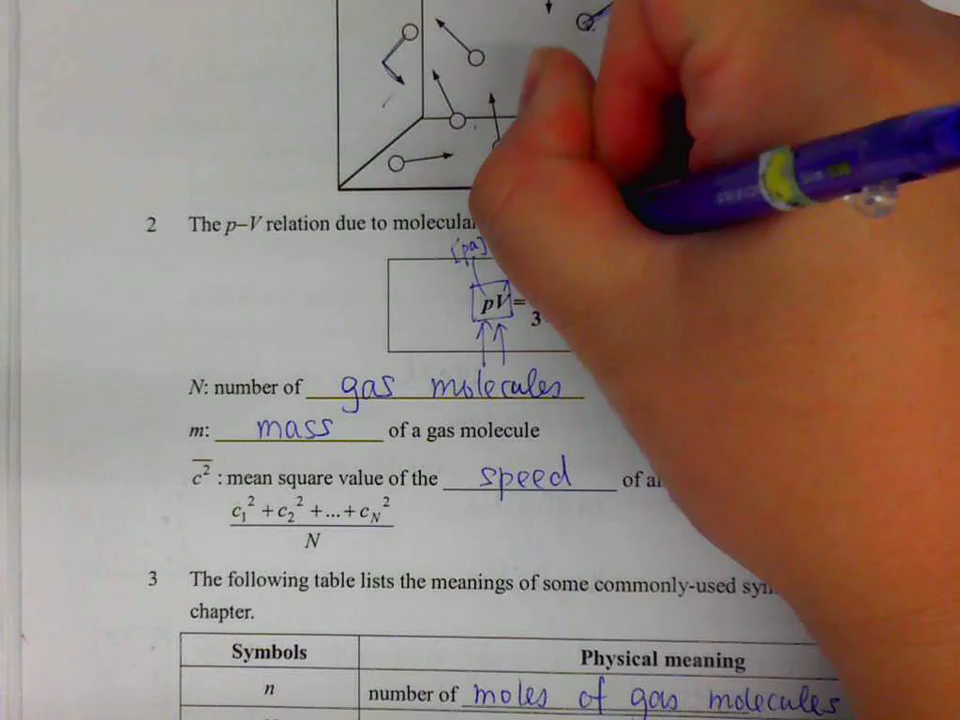 2 The p–V relation due to molecular
[pa]
pV =
3
N: number of gas molecules
m: mass of a gas molecule
c² : mean square value of the speed of
c₁² + c₂² + ... + c_N²
N
3 The following table lists the meanings of some commonly-used
chapter.
Symbols Physical meaning
n number of moles of gas molecules